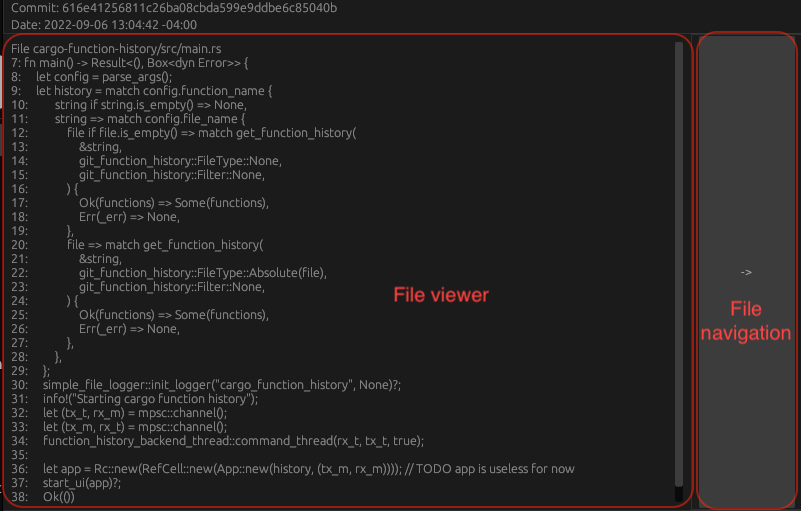 Commit: 616e41256811c26ba08cbda599e9ddbe6c85040b
Date: 2022-09-06 13:04:42 -04:00
File cargo-function-history/src/main.rs
7: fn main() -> Result<(), Box<dyn Error>> {
8:     let config = parse_args();
9:     let history = match config.function_name {
10:         string if string.is_empty() => None,
11:         string => match config.file_name {
12:             file if file.is_empty() => match get_function_history(
13:                 &string,
14:                 git_function_history::FileType::None,
15:                 git_function_history::Filter::None,
16:             ) {
17:                 Ok(functions) => Some(functions),
18:                 Err(_err) => None,
19:             },
20:             file => match get_function_history(
21:                 &string,
22:                 git_function_history::FileType::Absolute(file),
23:                 git_function_history::Filter::None,
24:             ) {
25:                 Ok(functions) => Some(functions),
26:                 Err(_err) => None,
27:             },
28:         },
29:     };
30:     simple_file_logger::init_logger("cargo_function_history", None)?;
31:     info!("Starting cargo function history");
32:     let (tx_t, rx_m) = mpsc::channel();
33:     let (tx_m, rx_t) = mpsc::channel();
34:     function_history_backend_thread::command_thread(rx_t, tx_t, true);
35:
36:     let app = Rc::new(RefCell::new(App::new(history, (tx_m, rx_m)))); // TODO app is useless for now
37:     start_ui(app)?;
38:     Ok(())
File viewer
->
File
navigation